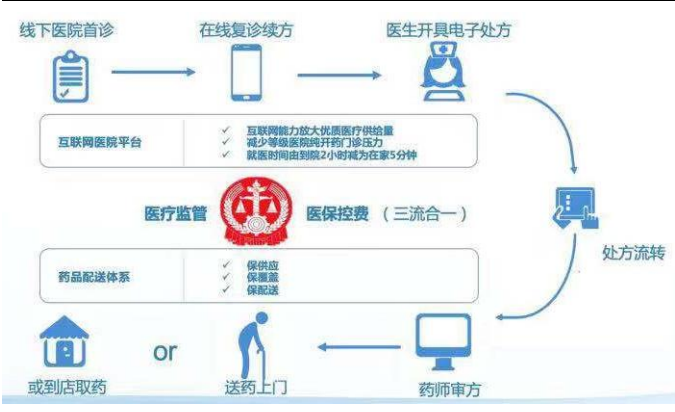 线下医院首诊
在线复诊续方
医生开具电子处方
互联网医院平台
互联网能力放大优质医疗供给量
减少等级医院纯开药门诊压力
就医时间由到院2小时减为在家5分钟
医疗监管
医保控费
（三流合一）
处方流转
药品配送体系
保供应
保覆盖
保配送
or
或到店取药
送药上门
药师审方